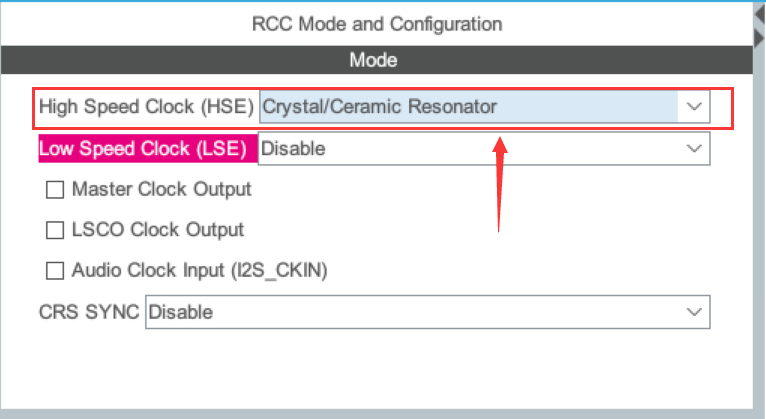 RCC Mode and Configuration
Mode
High Speed Clock (HSE) Crystal/Ceramic Resonator
Low Speed Clock (LSE) Disable
Master Clock Output
LSCO Clock Output
Audio Clock Input (I2S_CKIN)
CRS SYNC Disable